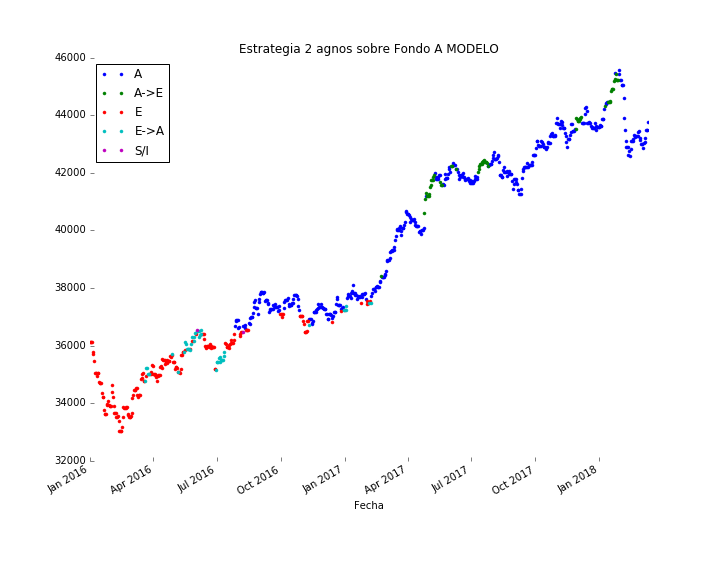 Estrategia 2 agnos sobre Fondo A MODELO
46000
44000
42000
40000
38000
36000
34000
32000
A
A->E
E
E->A
S/I
Jan 2016
Apr 2016
Jul 2016
Oct 2016
Jan 2017
Apr 2017
Jul 2017
Oct 2017
Jan 2018
Fecha